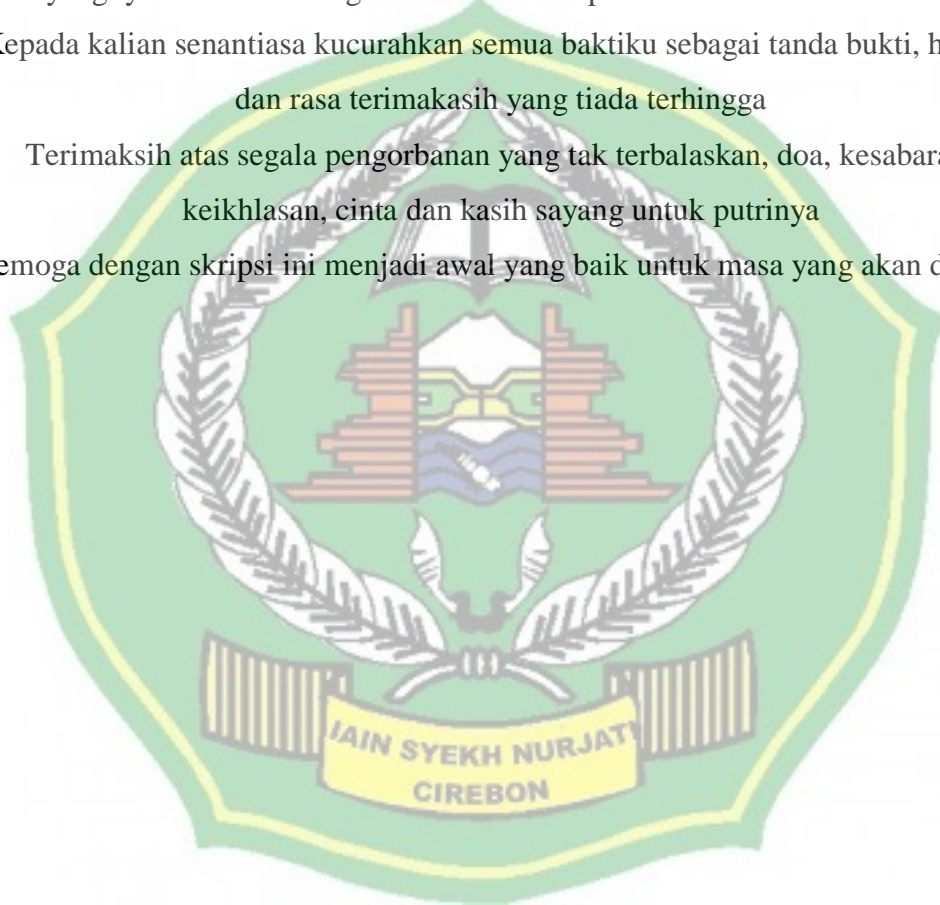 Kepada kalian senantiasa kucurahkan semua baktiku sebagai tanda bukti,
dan rasa terimakasih yang tiada terhingga
Terimaksih atas segala pengorbanan yang tak terbalaskan, doa,
keikhlasan, cinta dan kasih sayang untuk putrinya
dengan skripsi ini menjadi awal yang baik untuk masa yang akan
IAIN SYEKH NURJATI
CIREBON